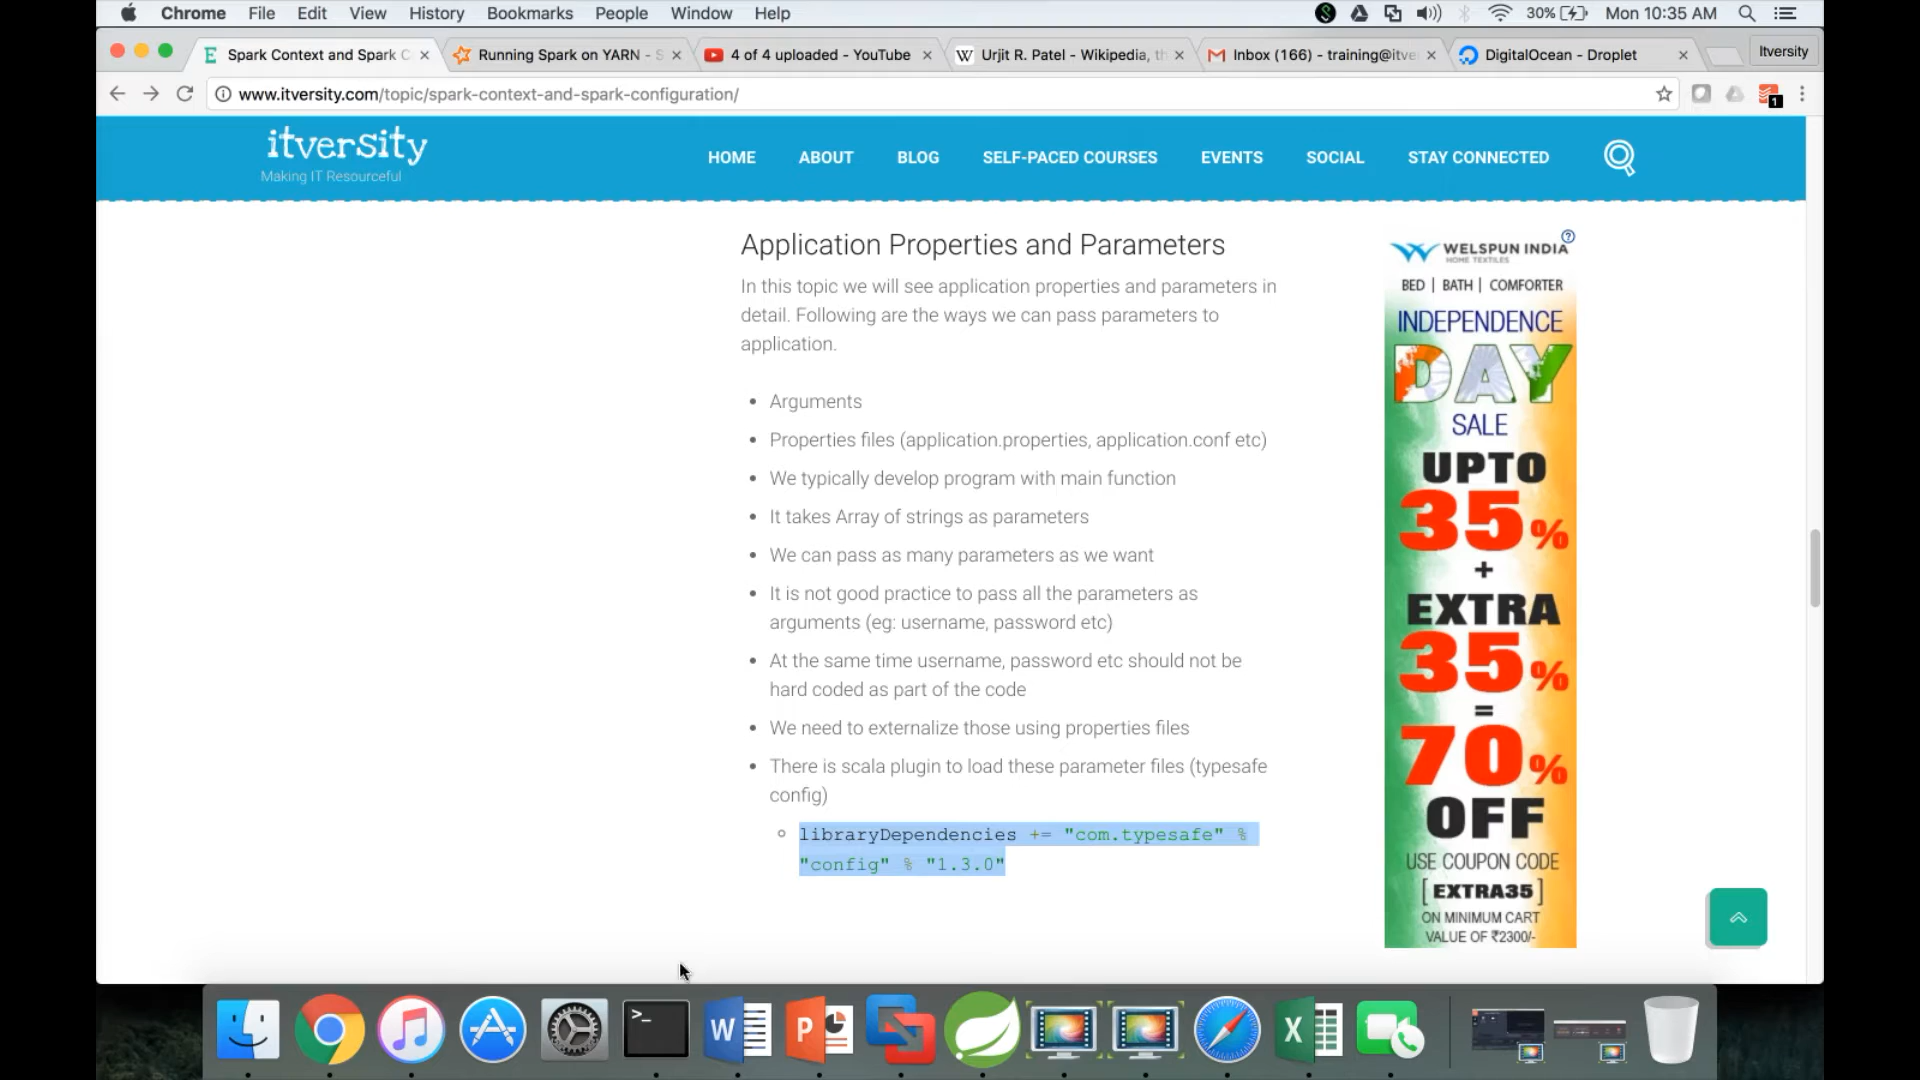 Chrome File Edit View History Bookmarks People Window Help 30% Mon 10:35 AM
Spark Context and Spark C Running Spark on YARN - S 4 of 4 uploaded - YouTube Urjit R. Patel - Wikipedia, th Inbox (166) - training@itve DigitalOcean - Droplet Itversity
www.itversity.com/topic/spark-context-and-spark-configuration/ 1
itversity
Making IT Resourceful
HOME ABOUT BLOG SELF-PACED COURSES EVENTS SOCIAL STAY CONNECTED
Application Properties and Parameters
In this topic we will see application properties and parameters in
detail. Following are the ways we can pass parameters to
application.
• Arguments
• Properties files (application.properties, application.conf etc)
• We typically develop program with main function
• It takes Array of strings as parameters
• We can pass as many parameters as we want
• It is not good practice to pass all the parameters as
arguments (eg: username, password etc)
• At the same time username, password etc should not be
hard coded as part of the code
• We need to externalize those using properties files
• There is scala plugin to load these parameter files (typesafe
config)
libraryDependencies += "com.typesafe" %
"config" % "1.3.0"
WELSPUN INDIA
HOME TEXTILES
BED | BATH | COMFORTER
INDEPENDENCE
DAY
SALE
UPTO
35%
+
EXTRA
35%
=
70%
OFF
USE COUPON CODE
[EXTRA35]
ON MINIMUM CART
VALUE OF ₹2300/-
>_ W P X